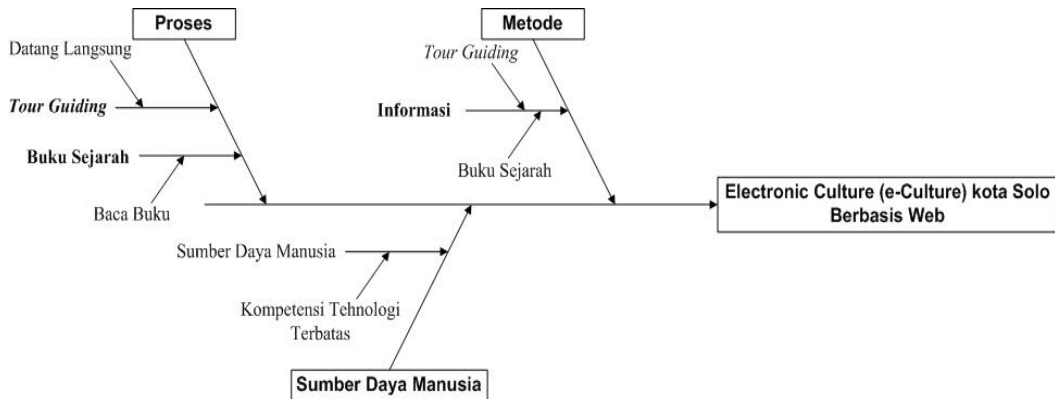 Proses
Metode
Datang Langsung
Tour Guiding
Tour Guiding
Informasi
Buku Sejarah
Buku Sejarah
Baca Buku
Electronic Culture (e-Culture) kota Solo
Berbasis Web
Sumber Daya Manusia
Kompetensi Tehnologi
Terbatas
Sumber Daya Manusia